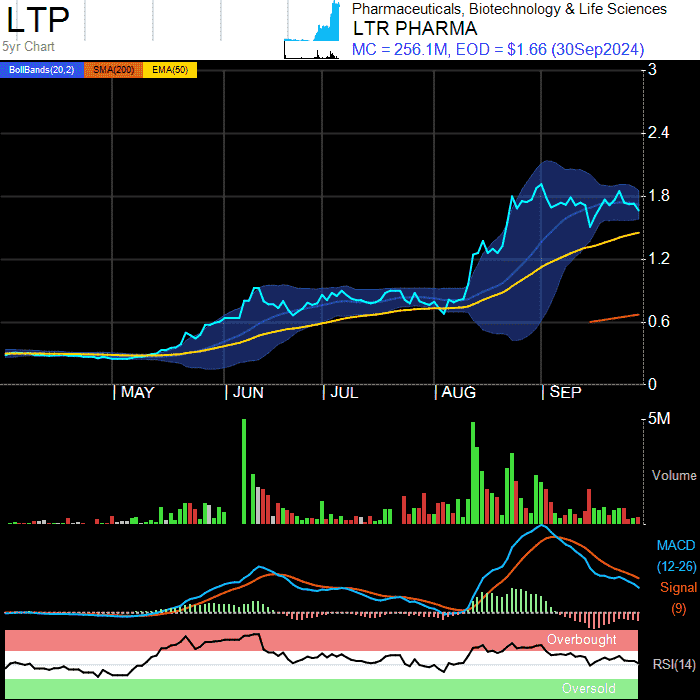 LTP
5yr Chart
Pharmaceuticals, Biotechnology & Life Sciences
LTR PHARMA
MC = 256.1M, EOD = $1.66 (30Sep2024)
BollBands(20,2) SMA(200) EMA(50)
3
2.4
1.8
1.2
0.6
0
MAY JUN JUL AUG SEP
5M
Volume
MACD
(12-26)
Signal
(9)
Overbought
RSI(14)
Oversold